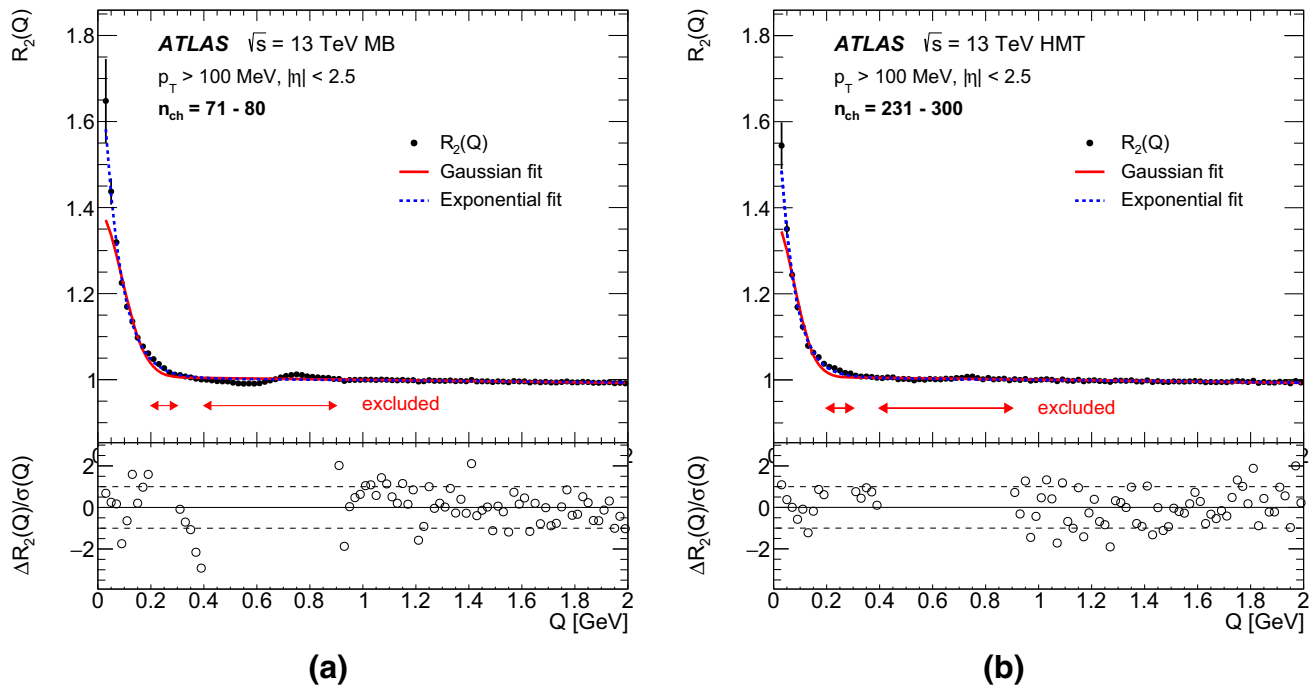 R₂(Q)
1.8
1.6
1.4
1.2
1
ATLAS √s = 13 TeV MB
p_T > 100 MeV, |η| < 2.5
n_ch = 71 - 80
R₂(Q)
Gaussian fit
Exponential fit
excluded
ΔR₂(Q)/σ(Q)
2
0
−2
0 0.2 0.4 0.6 0.8 1 1.2 1.4 1.6 1.8 2
Q [GeV]
(a)
R₂(Q)
1.8
1.6
1.4
1.2
1
ATLAS √s = 13 TeV HMT
p_T > 100 MeV, |η| < 2.5
n_ch = 231 - 300
R₂(Q)
Gaussian fit
Exponential fit
excluded
ΔR₂(Q)/σ(Q)
2
0
−2
0 0.2 0.4 0.6 0.8 1 1.2 1.4 1.6 1.8 2
Q [GeV]
(b)